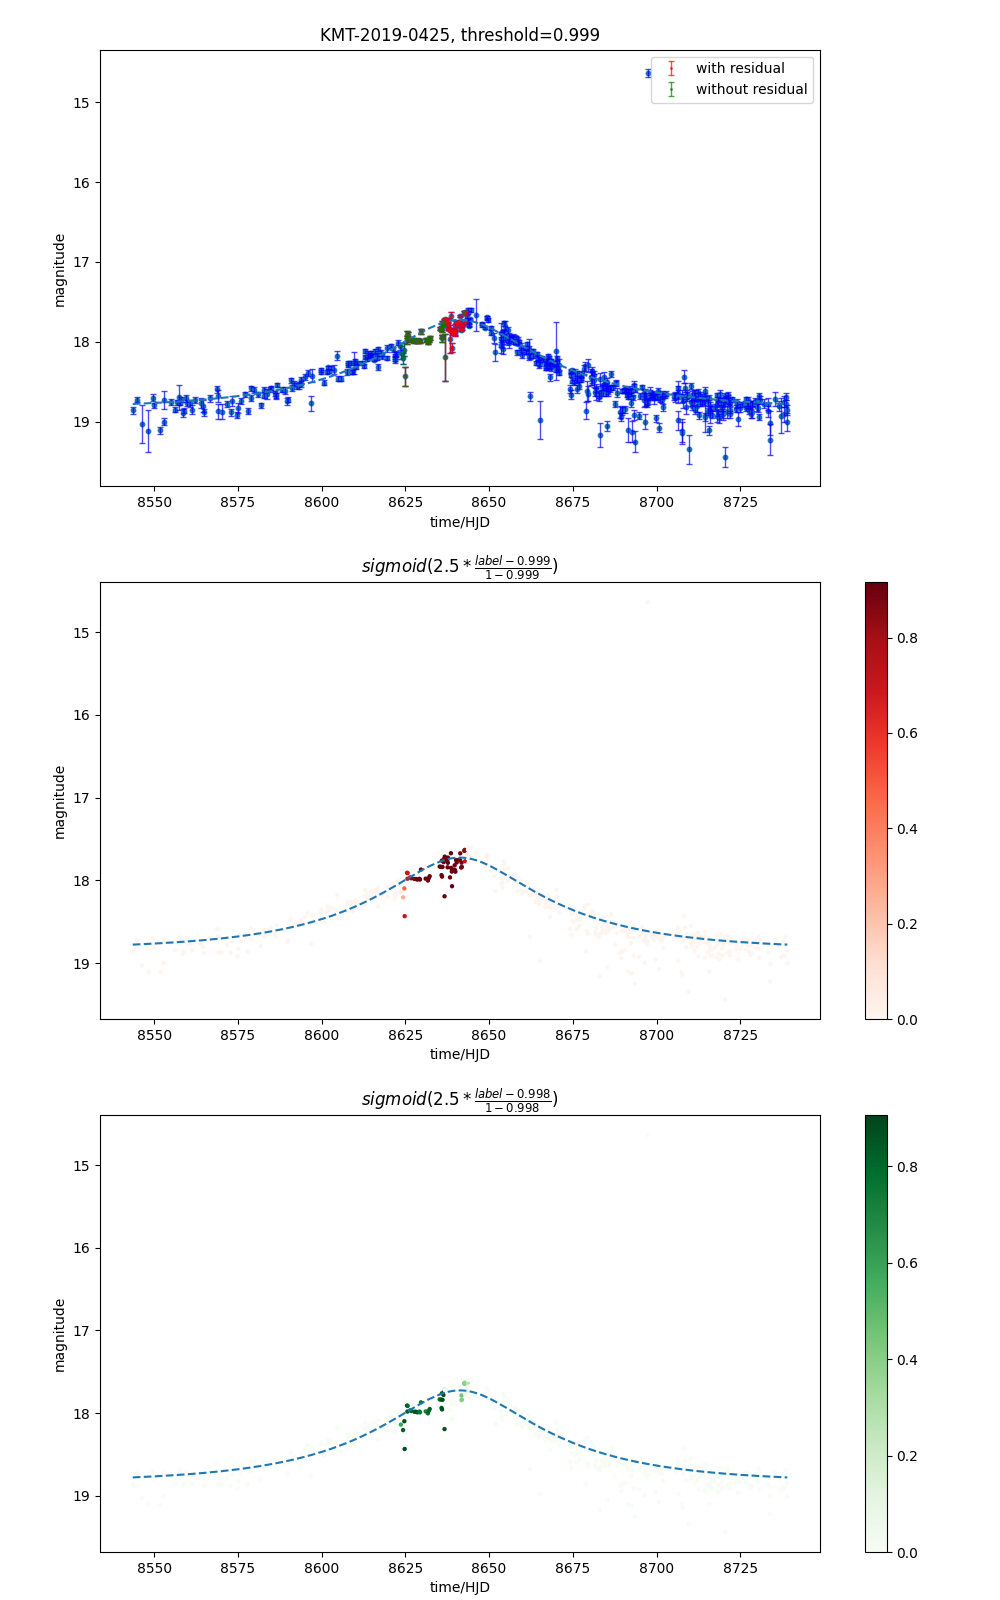 KMT-2019-0425, threshold=0.999
with residual
without residual
15
16
17
18
19
magnitude
8550 8575 8600 8625 8650 8675 8700 8725
time/HJD
sigmoid(2.5 * \frac{label − 0.999}{1 − 0.999})
15
16
17
18
19
magnitude
8550 8575 8600 8625 8650 8675 8700 8725
time/HJD
0.8
0.6
0.4
0.2
0.0
sigmoid(2.5 * \frac{label − 0.998}{1 − 0.998})
15
16
17
18
19
magnitude
8550 8575 8600 8625 8650 8675 8700 8725
time/HJD
0.8
0.6
0.4
0.2
0.0